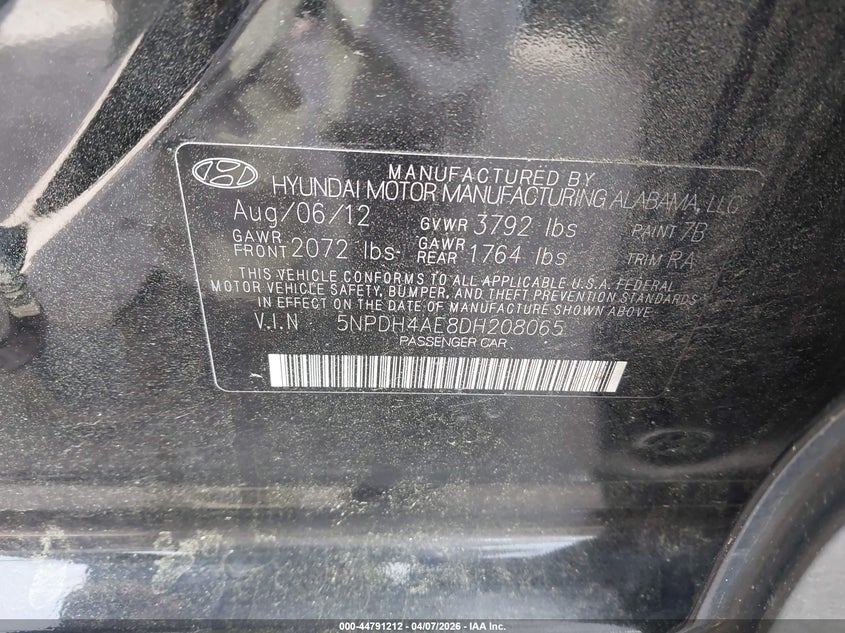 MANUFACTURED BY
HYUNDAI MOTOR MANUFACTURING ALABAMA, LLC
Aug/06/12 GVWR 3792 lbs PAINT 7B
GAWR FRONT 2072 lbs GAWR REAR 1764 lbs TRIM RA
THIS VEHICLE CONFORMS TO ALL APPLICABLE U.S.A. FEDERAL
MOTOR VEHICLE SAFETY, BUMPER, AND THEFT PREVENTION STANDARDS
IN EFFECT ON THE DATE OF MANUFACTURE SHOWN ABOVE
V.I.N 5NPDH4AE8DH208065
PASSENGER CAR
000-44791212 - 04/07/2026 - IAA Inc.